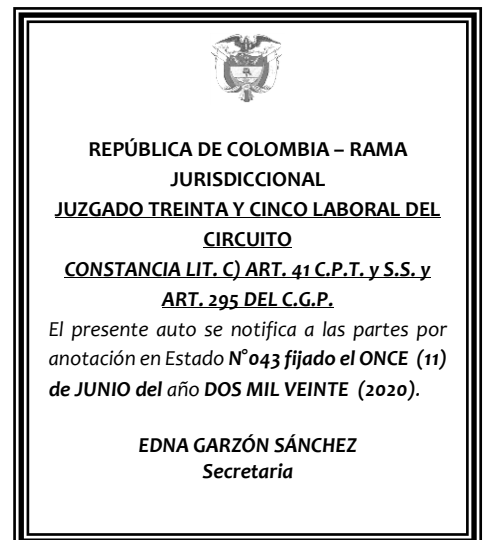 REPÚBLICA DE COLOMBIA – RAMA
JURISDICCIONAL
JUZGADO TREINTA Y CINCO LABORAL DEL
CIRCUITO
CONSTANCIA LIT. C) ART. 41 C.P.T. y S.S. y
ART. 295 DEL C.G.P.
El presente auto se notifica a las partes por
anotación en Estado N°043 fijado el ONCE (11)
de JUNIO del año DOS MIL VEINTE (2020).
EDNA GARZÓN SÁNCHEZ
Secretaria